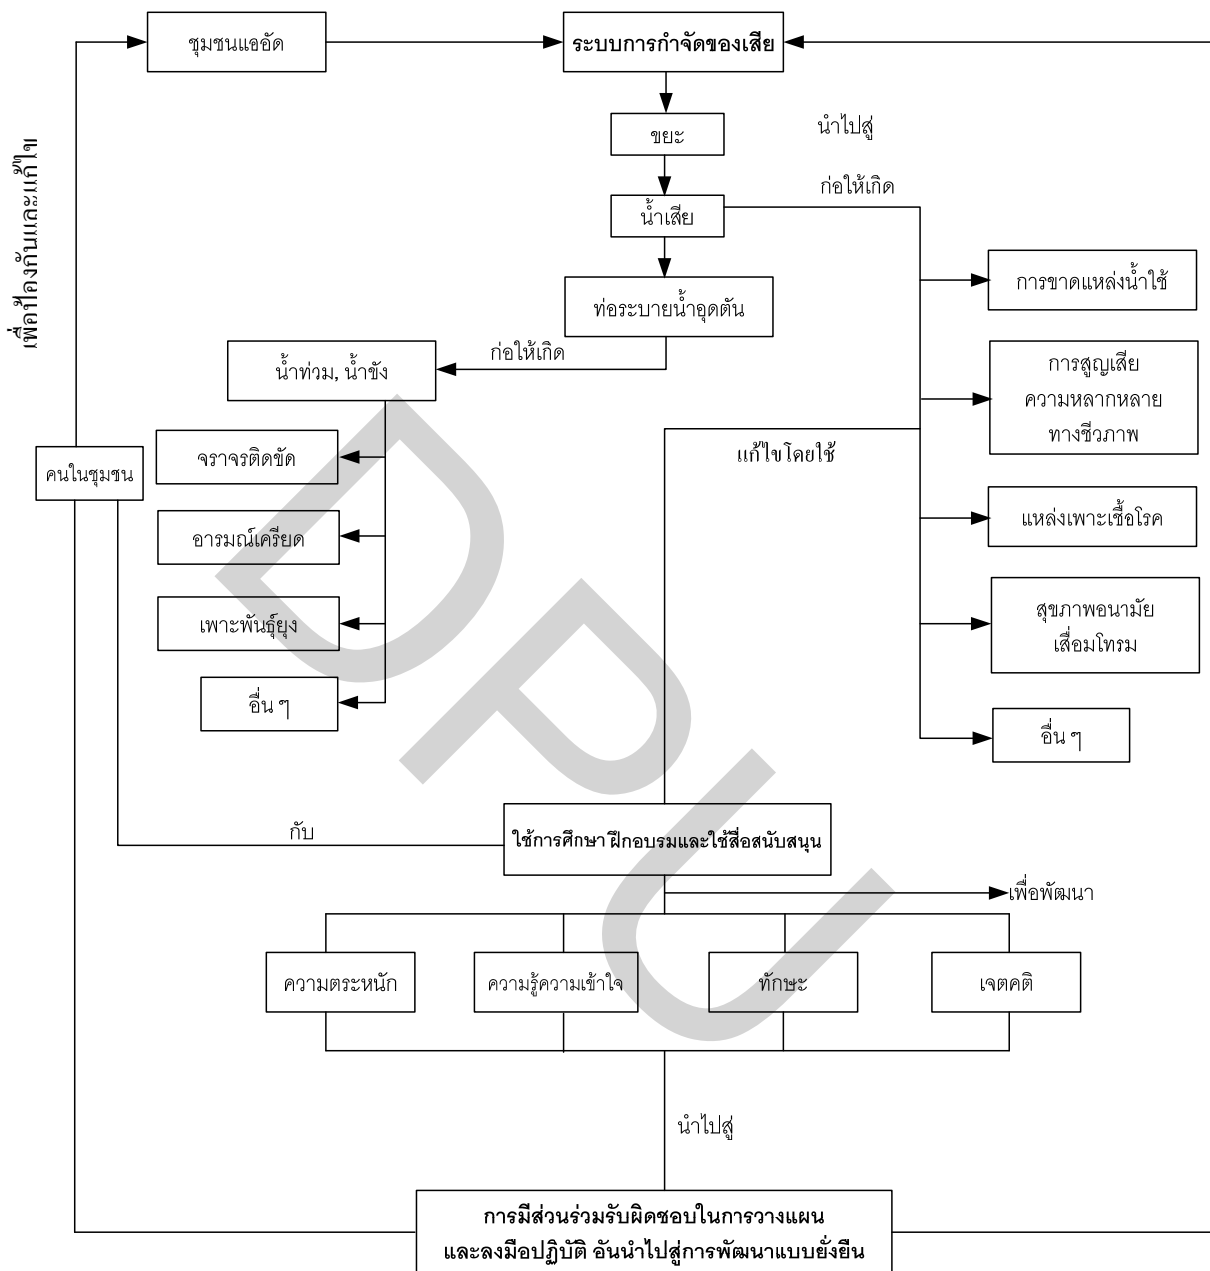 ชุมชนแออัด
ระบบการกำจัดของเสีย
ขยะ
นำไปสู่
น้ำเสีย
ก่อให้เกิด
เพื่อป้องกันและแก้ไข
ท่อระบายน้ำอุดตัน
การขาดแหล่งน้ำใช้
น้ำท่วม, น้ำขัง
ก่อให้เกิด
การสูญเสีย
ความหลากหลาย
ทางชีวภาพ
คนในชุมชน
จราจรติดขัด
แก้ไขโดยใช้
อารมณ์เครียด
แหล่งเพาะเชื้อโรค
เพาะพันธุ์ยุง
สุขภาพอนามัย
เสื่อมโทรม
อื่น ๆ
อื่น ๆ
กับ
ใช้การศึกษา ฝึกอบรมและใช้สื่อสนับสนุน
เพื่อพัฒนา
ความตระหนัก
ความรู้ความเข้าใจ
ทักษะ
เจตคติ
นำไปสู่
การมีส่วนร่วมรับผิดชอบในการวางแผน
และลงมือปฏิบัติ อันนำไปสู่การพัฒนาแบบยั่งยืน
DPU